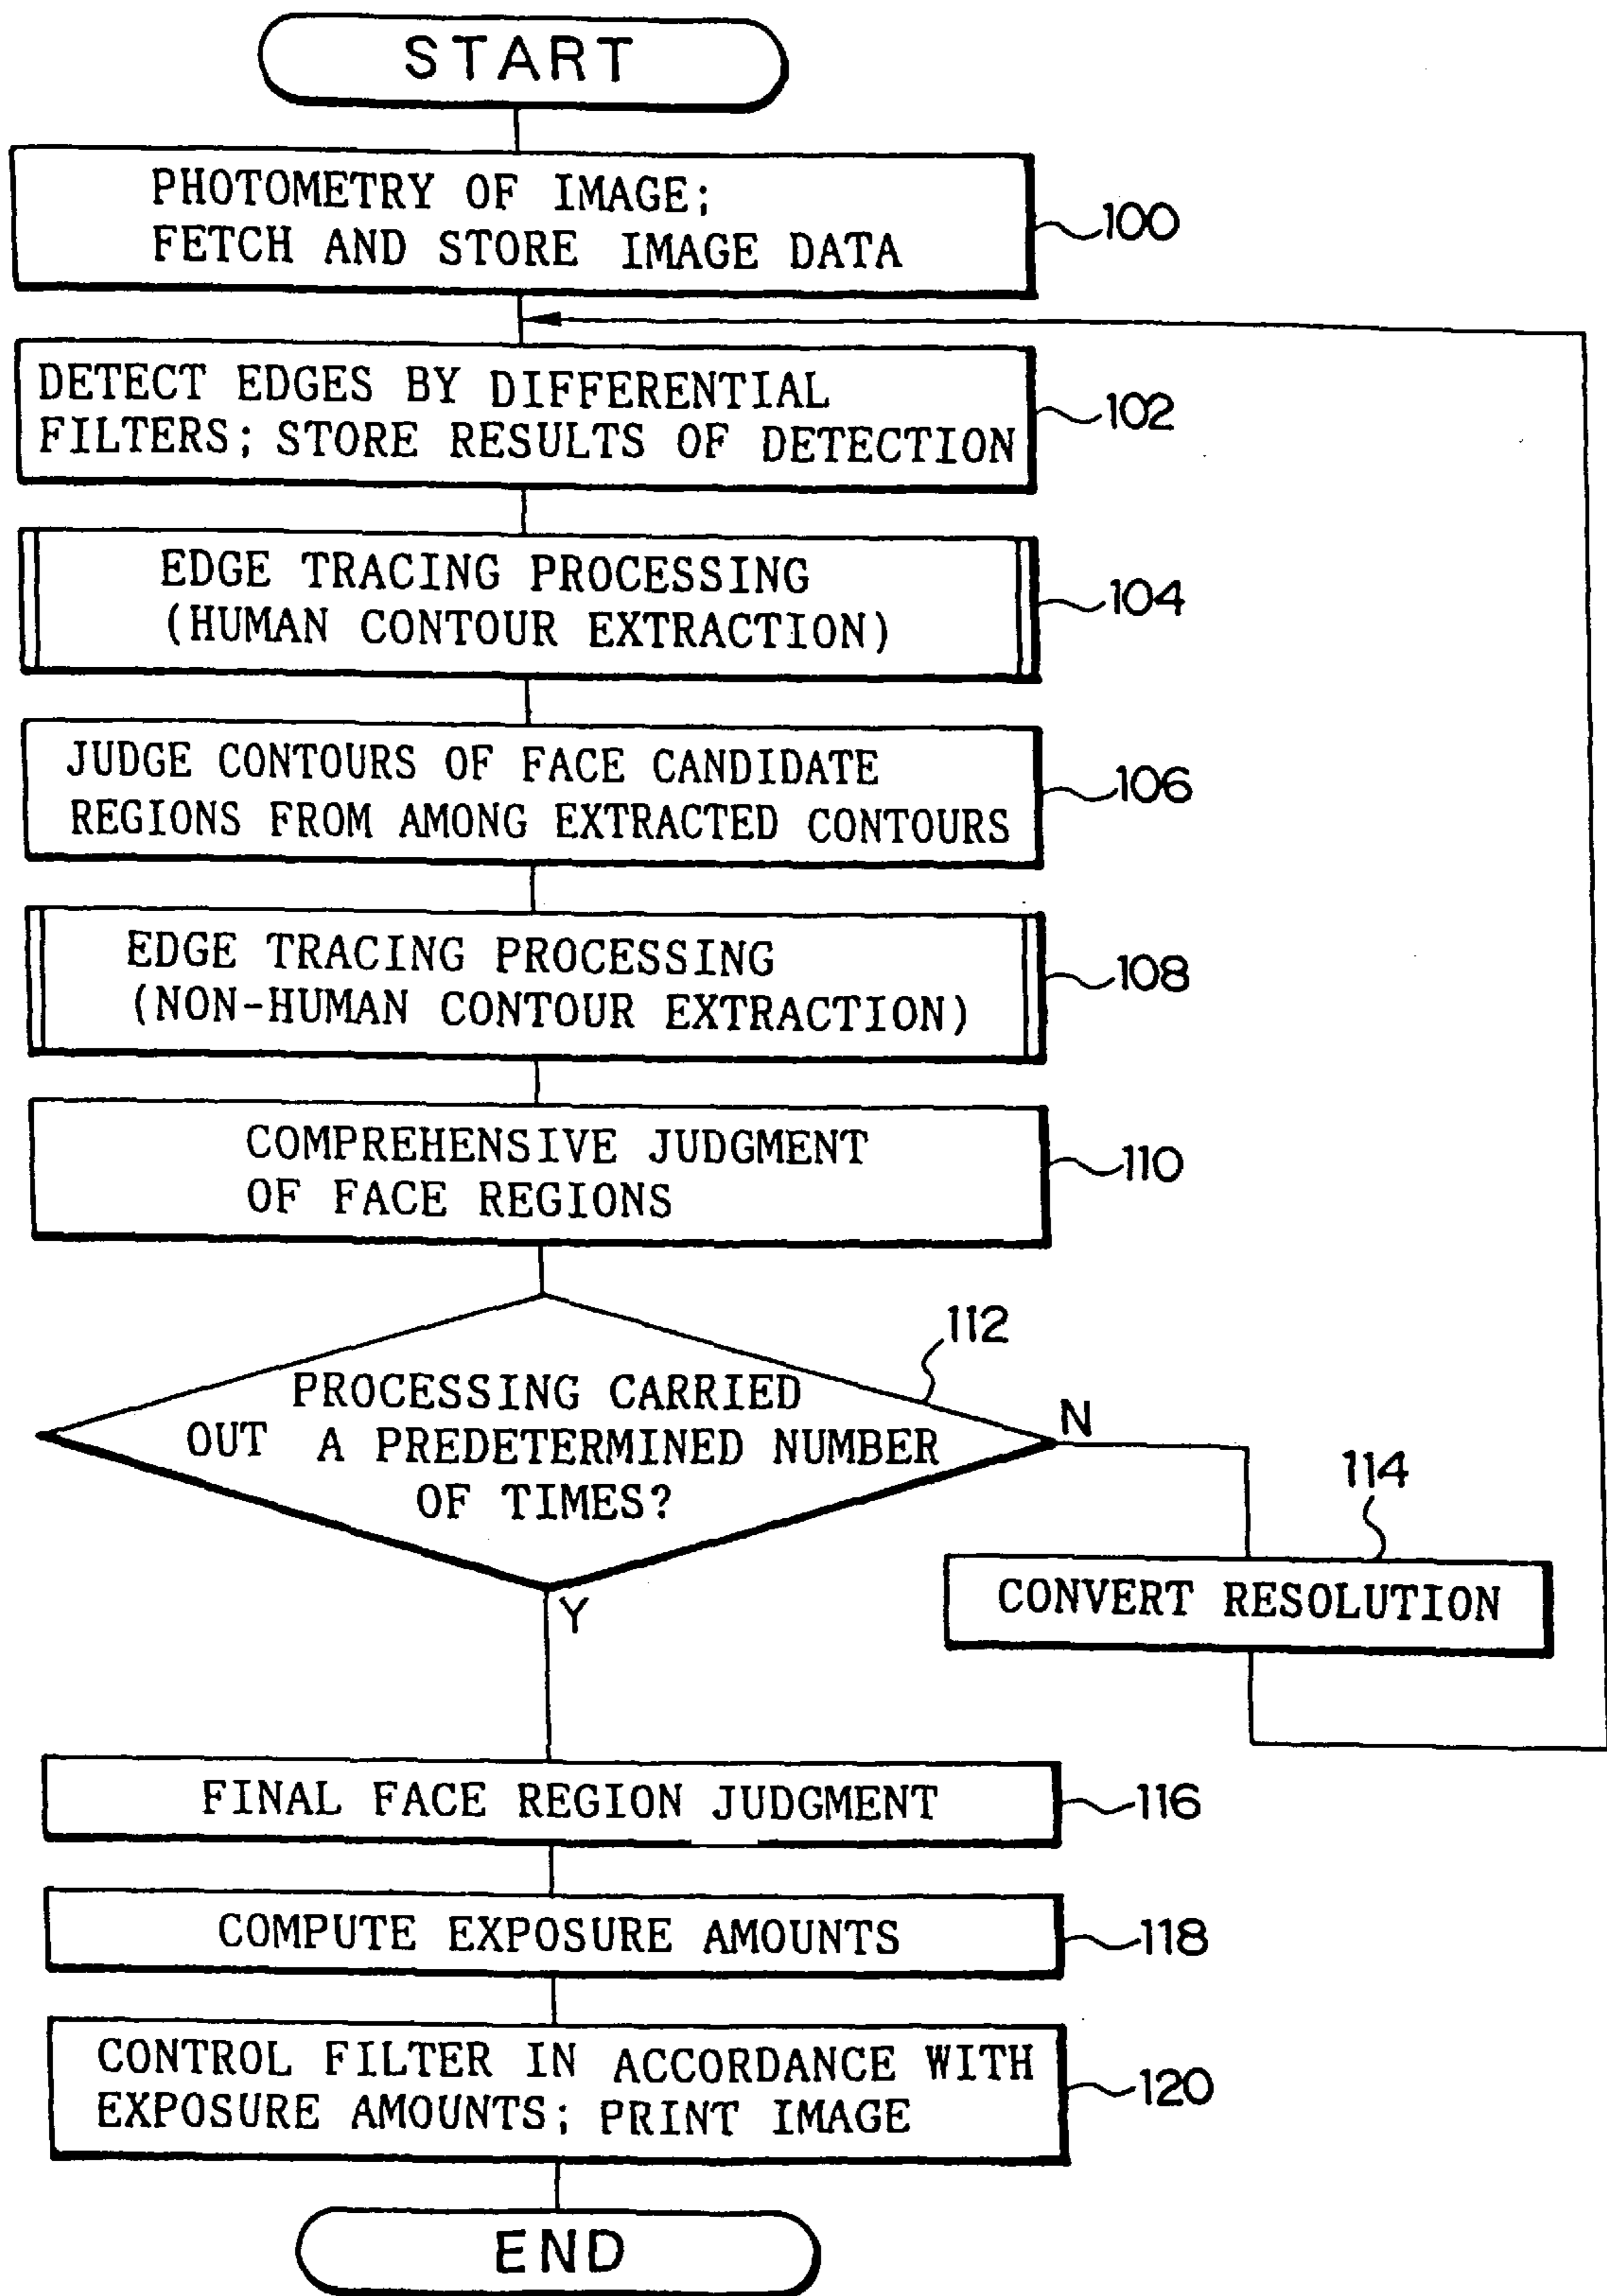 START
PHOTOMETRY OF IMAGE;
FETCH AND STORE IMAGE DATA
100
DETECT EDGES BY DIFFERENTIAL
FILTERS; STORE RESULTS OF DETECTION
102
EDGE TRACING PROCESSING
(HUMAN CONTOUR EXTRACTION)
104
JUDGE CONTOURS OF FACE CANDIDATE
REGIONS FROM AMONG EXTRACTED CONTOURS
106
EDGE TRACING PROCESSING
(NON-HUMAN CONTOUR EXTRACTION)
108
COMPREHENSIVE JUDGMENT
OF FACE REGIONS
110
112
PROCESSING CARRIED
OUT A PREDETERMINED NUMBER
OF TIMES?
N
Y
114
CONVERT RESOLUTION
FINAL FACE REGION JUDGMENT
116
COMPUTE EXPOSURE AMOUNTS
118
CONTROL FILTER IN ACCORDANCE WITH
EXPOSURE AMOUNTS; PRINT IMAGE
120
END